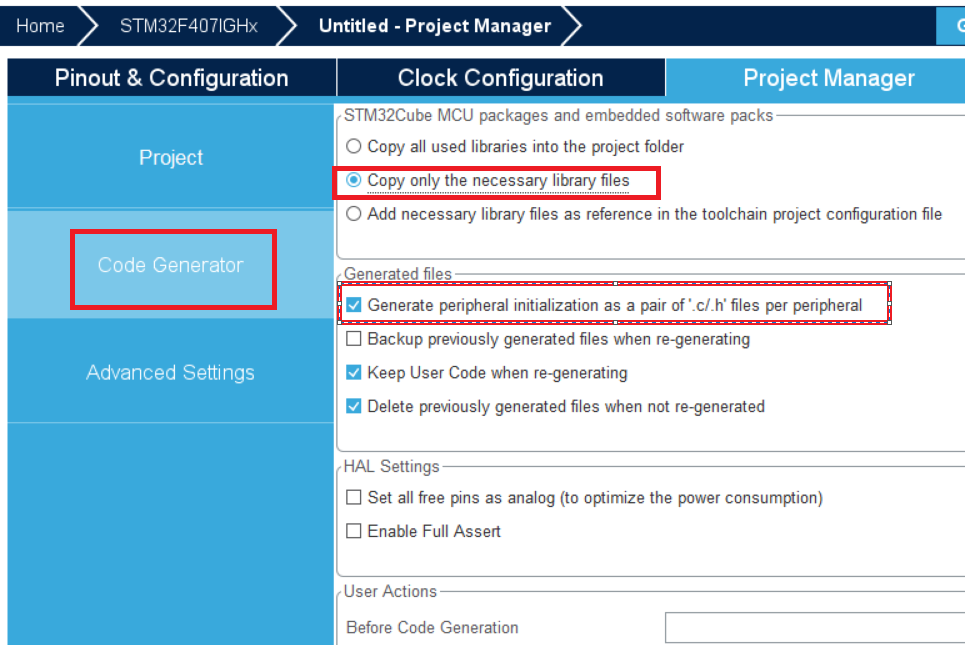 Home STM32F407IGHx Untitled - Project Manager
Pinout & Configuration Clock Configuration Project Manager
Project
Code Generator
Advanced Settings
STM32Cube MCU packages and embedded software packs
Copy all used libraries into the project folder
Copy only the necessary library files
Add necessary library files as reference in the toolchain project configuration file
Generated files
Generate peripheral initialization as a pair of '.c/.h' files per peripheral
Backup previously generated files when re-generating
Keep User Code when re-generating
Delete previously generated files when not re-generated
HAL Settings
Set all free pins as analog (to optimize the power consumption)
Enable Full Assert
User Actions
Before Code Generation